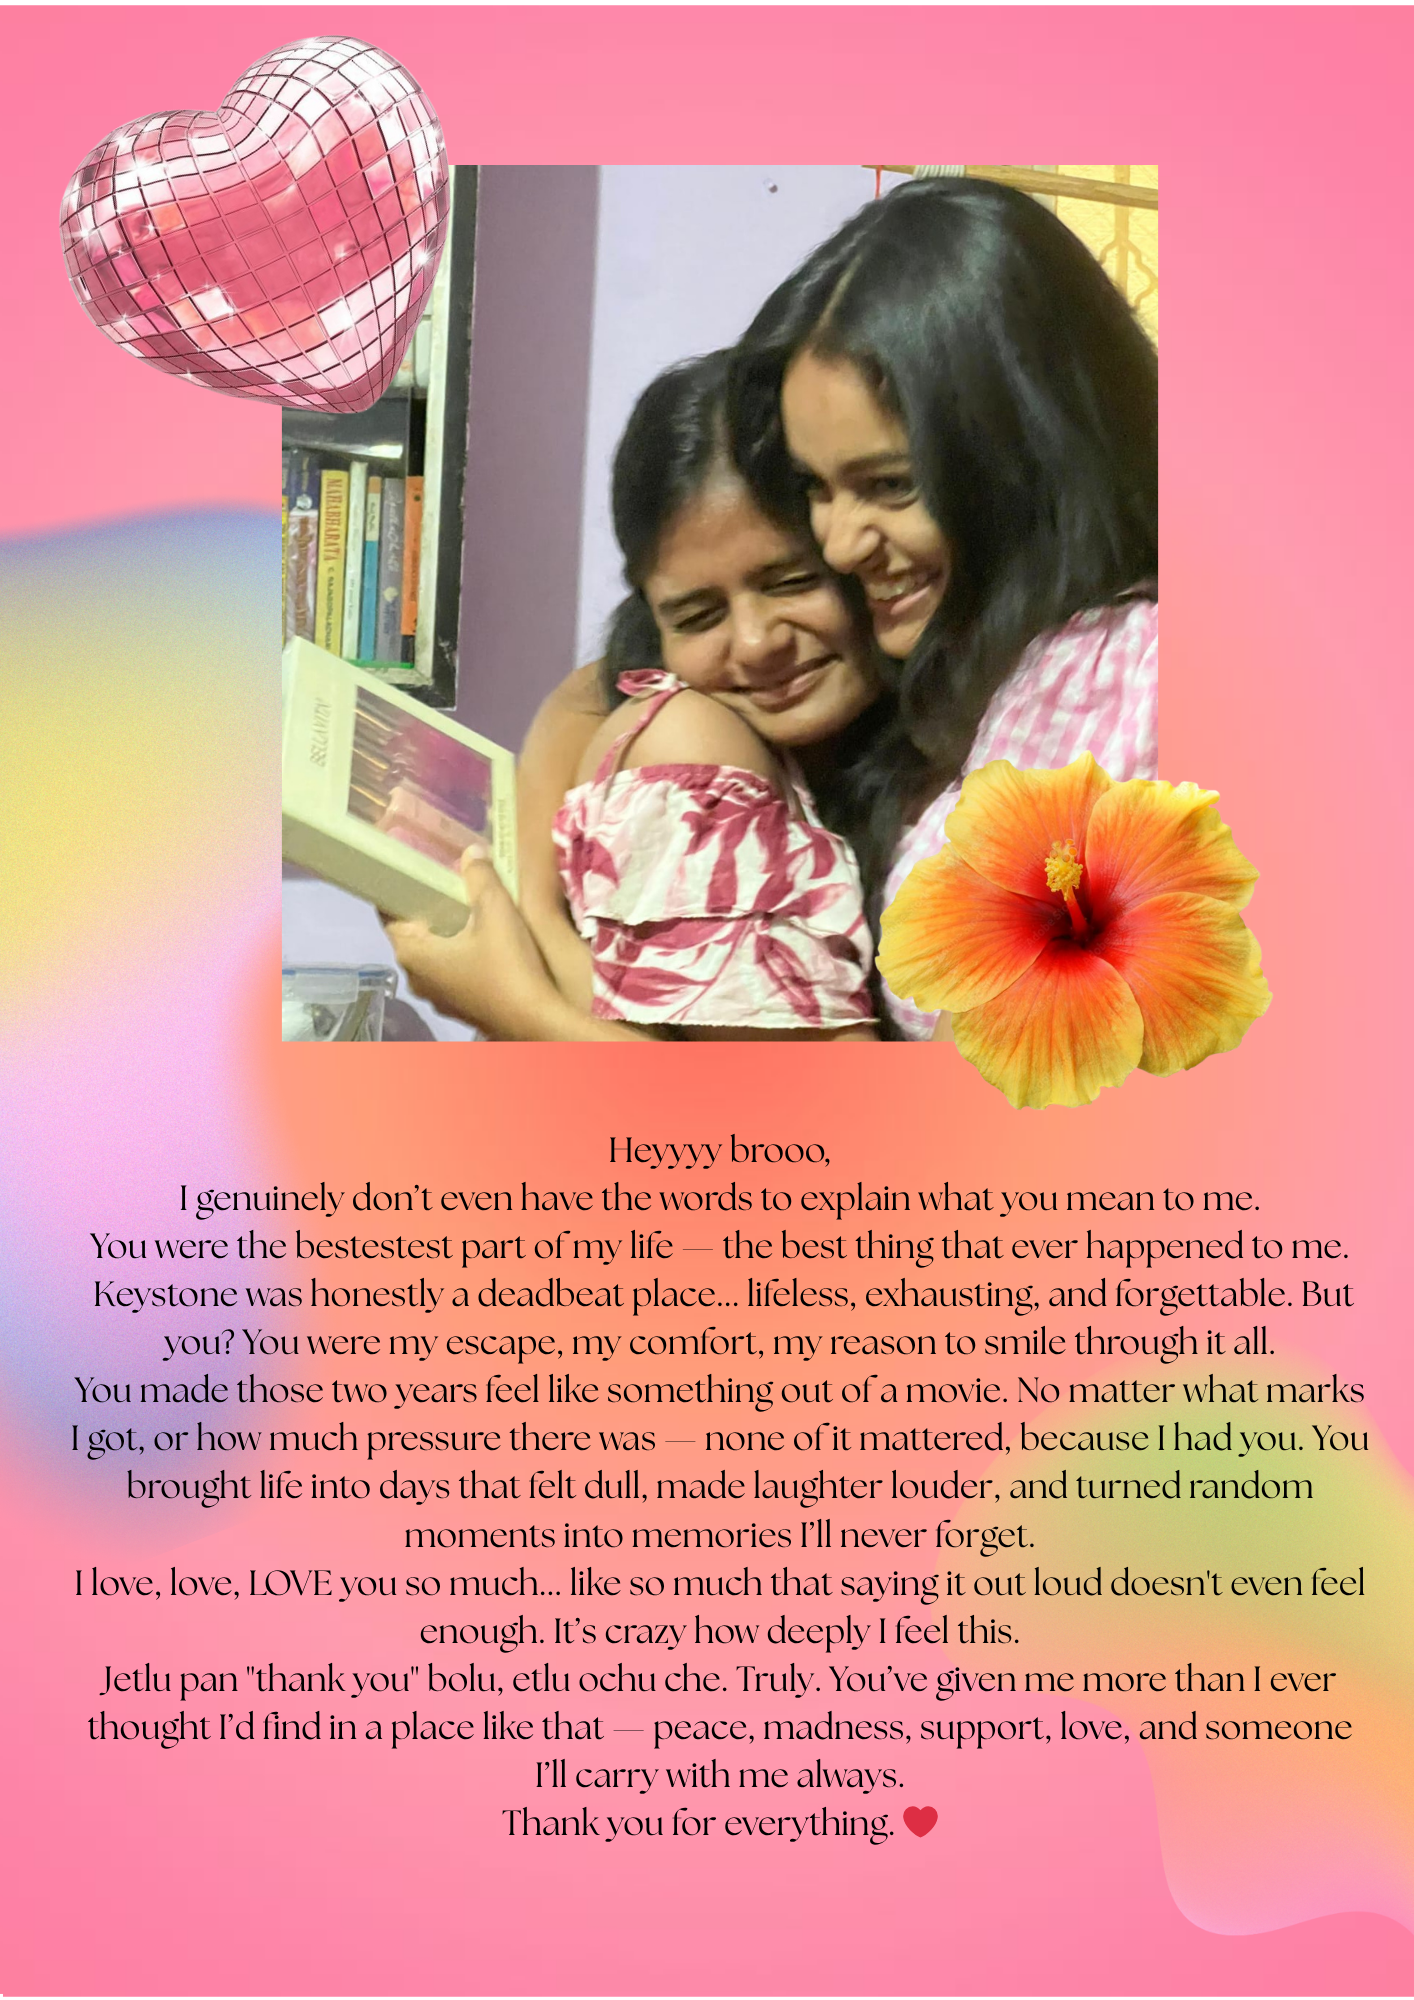 MAHABHARATA
BELLAVITA
Heyyyy brooo,
I genuinely don’t even have the words to explain what you mean to me.
You were the bestestest part of my life — the best thing that ever happened to me.
Keystone was honestly a deadbeat place... lifeless, exhausting, and forgettable. But
you? You were my escape, my comfort, my reason to smile through it all.
You made those two years feel like something out of a movie. No matter what marks
I got, or how much pressure there was — none of it mattered, because I had you. You
brought life into days that felt dull, made laughter louder, and turned random
moments into memories I’ll never forget.
I love, love, LOVE you so much... like so much that saying it out loud doesn't even feel
enough. It’s crazy how deeply I feel this.
Jetlu pan "thank you" bolu, etlu ochu che. Truly. You’ve given me more than I ever
thought I’d find in a place like that — peace, madness, support, love, and someone
I’ll carry with me always.
Thank you for everything. ❤️